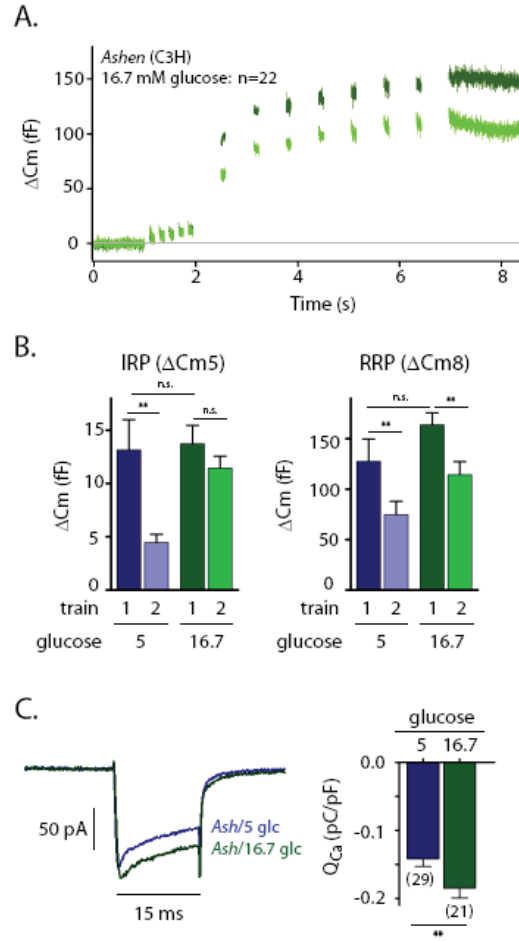 A.
Ashen (C3H)
16.7 mM glucose: n=22
ΔCm (fF)
150
100
50
0
0 2 4 6 8
Time (s)
B.
IRP (ΔCm5)
n.s.
** n.s.
ΔCm (fF)
15
10
5
0
train 1 2 1 2
glucose 5 16.7
RRP (ΔCm8)
n.s. **
**
ΔCm (fF)
150
100
50
0
train 1 2 1 2
glucose 5 16.7
C.
50 pA
Ash/5 glc
Ash/16.7 glc
15 ms
glucose
5 16.7
QCa (pC/pF)
0.0
-0.1
-0.2
(29)
(21)
**